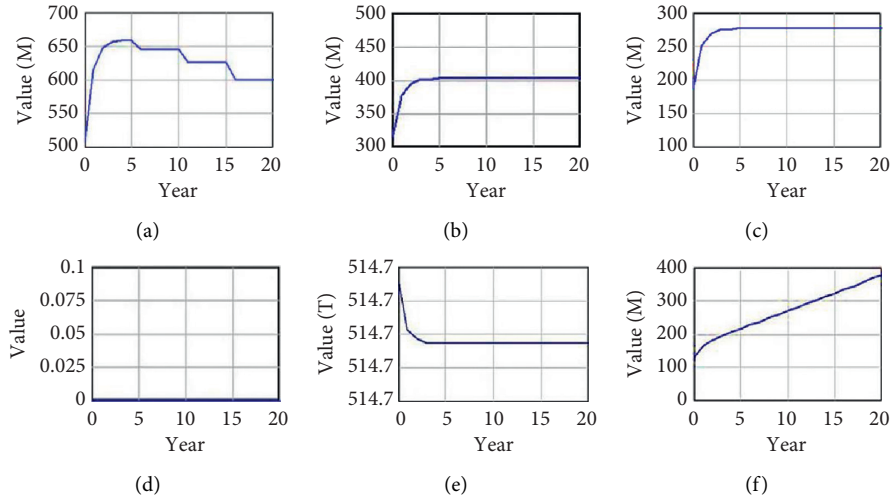 700
650
600
550
500
Value (M)
0 5 10 15 20
Year
(a)
500
450
400
350
300
Value (M)
0 5 10 15 20
Year
(b)
300
250
200
150
100
Value (M)
0 5 10 15 20
Year
(c)
0.1
0.075
0.05
0.025
0
Value
0 5 10 15 20
Year
(d)
514.7
514.7
514.7
514.7
514.7
Value (T)
0 5 10 15 20
Year
(e)
400
300
200
100
0
Value (M)
0 5 10 15 20
Year
(f)